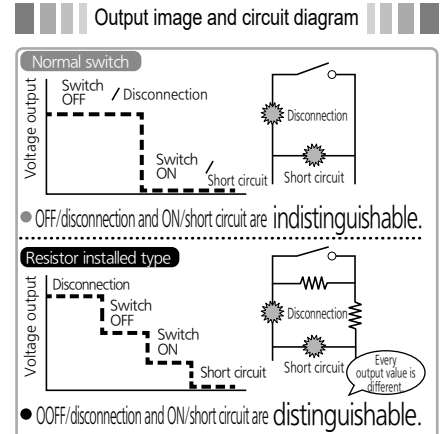 Output image and circuit diagram
Normal switch
Voltage output
Switch OFF / Disconnection
Switch ON / Short circuit
Disconnection
Short circuit
● OFF/disconnection and ON/short circuit are indistinguishable.
Resistor installed type
Voltage output
Disconnection
Switch OFF
Switch ON
Short circuit
Disconnection
Short circuit
Every
output value is
different.
● OOFF/disconnection and ON/short circuit are distinguishable.